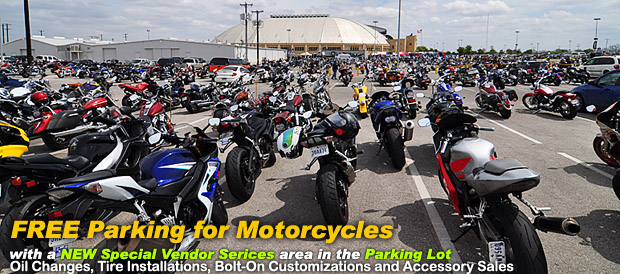 FREE Parking for Motorcycles
with a NEW Special Vendor Serices area in the Parking Lot
Oil Changes, Tire Installations, Bolt-On Customizations and Accessory Sales